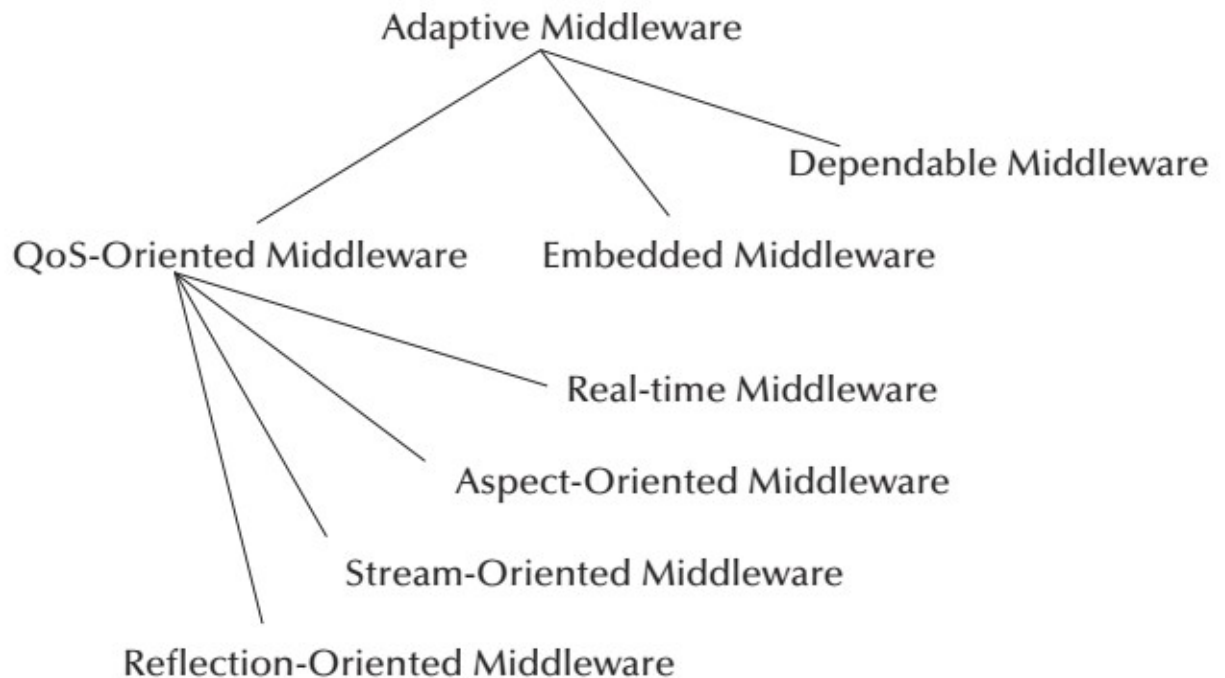 Adaptive Middleware
Dependable Middleware
QoS-Oriented Middleware
Embedded Middleware
Real-time Middleware
Aspect-Oriented Middleware
Stream-Oriented Middleware
Reflection-Oriented Middleware